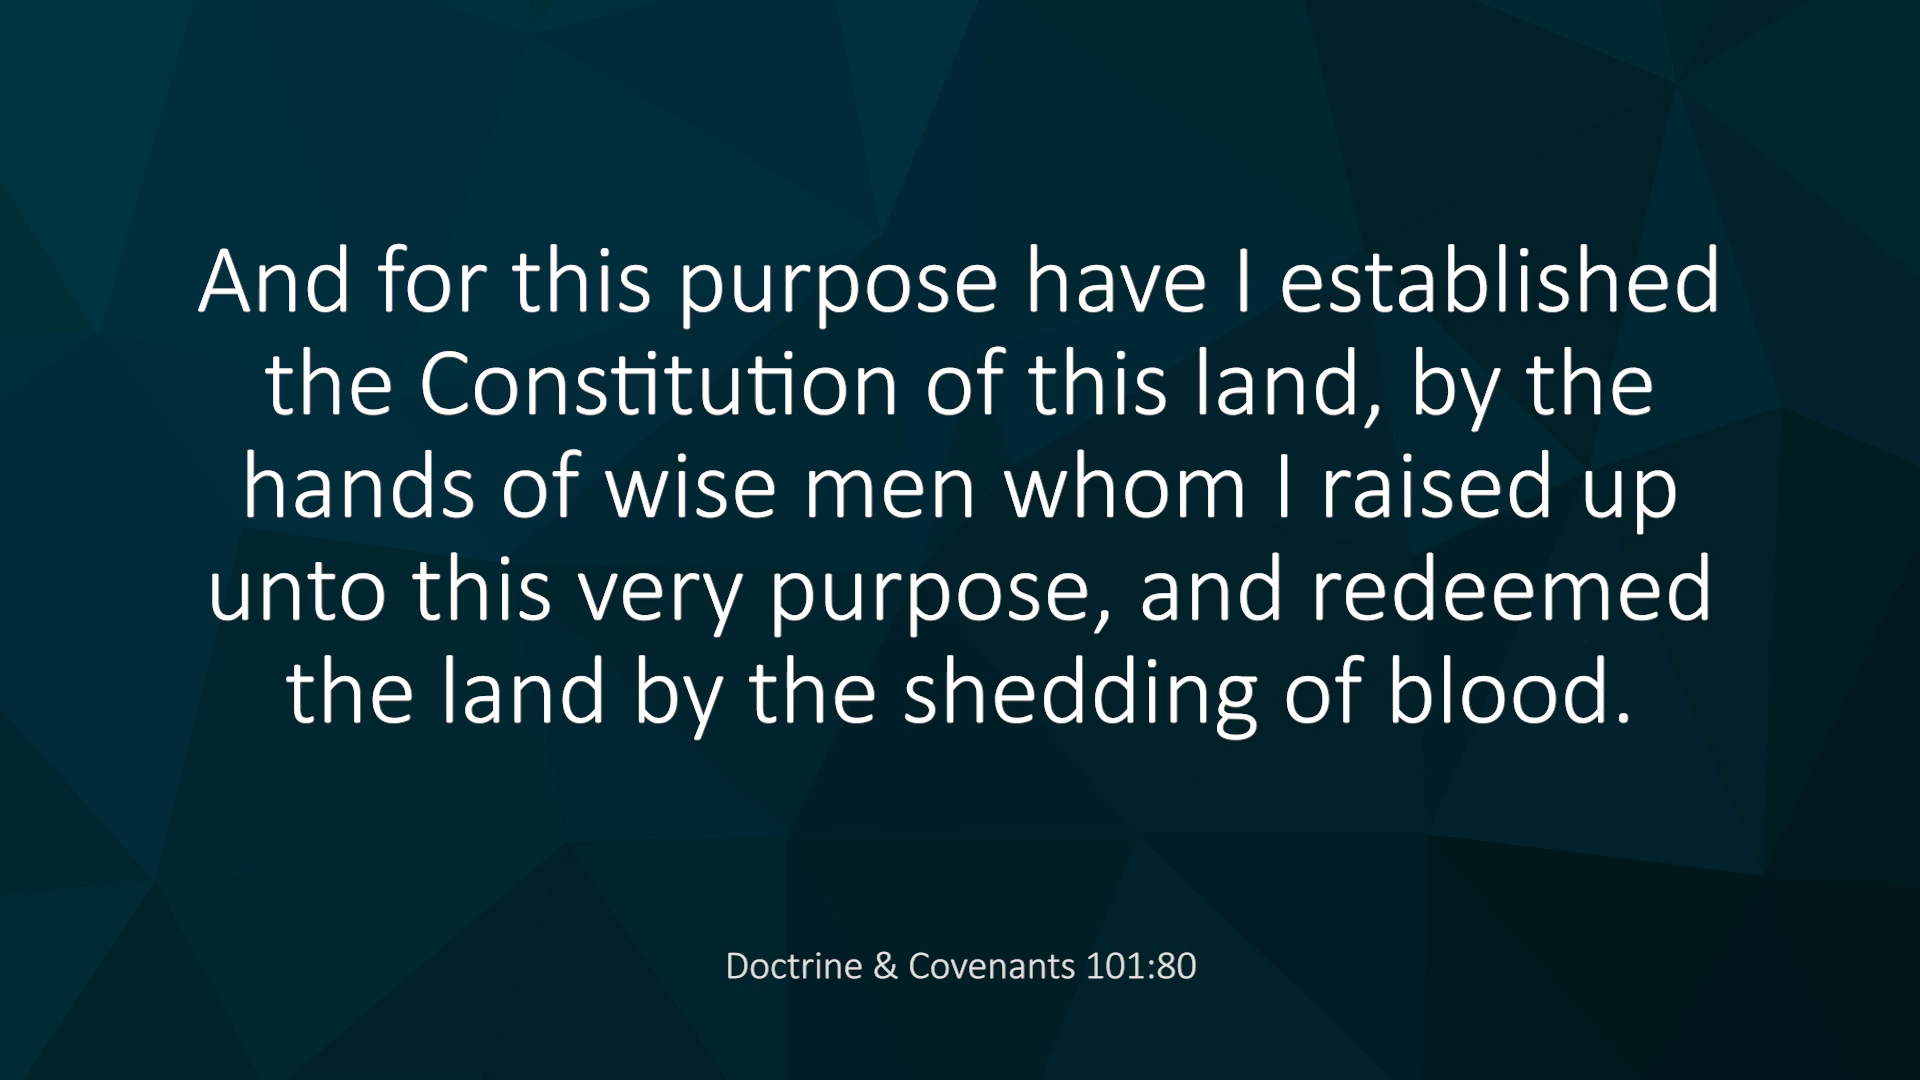 And for this purpose have I established
the Constitution of this land, by the
hands of wise men whom I raised up
unto this very purpose, and redeemed
the land by the shedding of blood.
Doctrine & Covenants 101:80